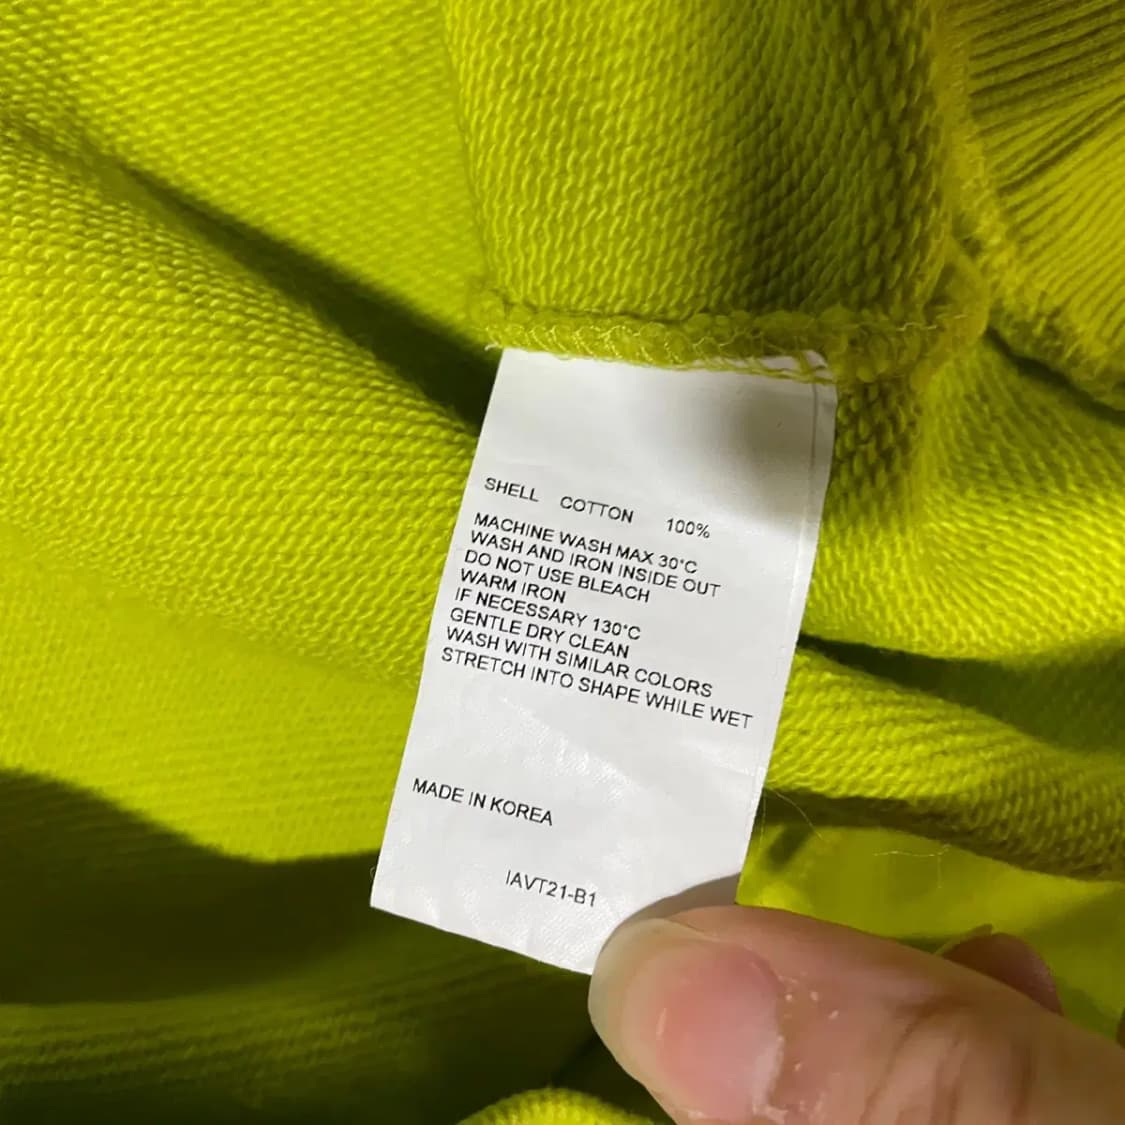 SHELL COTTON 100%
MACHINE WASH MAX 30°C
WASH AND IRON INSIDE OUT
DO NOT USE BLEACH
WARM IRON
IF NECESSARY 130°C
GENTLE DRY CLEAN
WASH WITH SIMILAR COLORS
STRETCH INTO SHAPE WHILE WET
MADE IN KOREA
IAVT21-B1